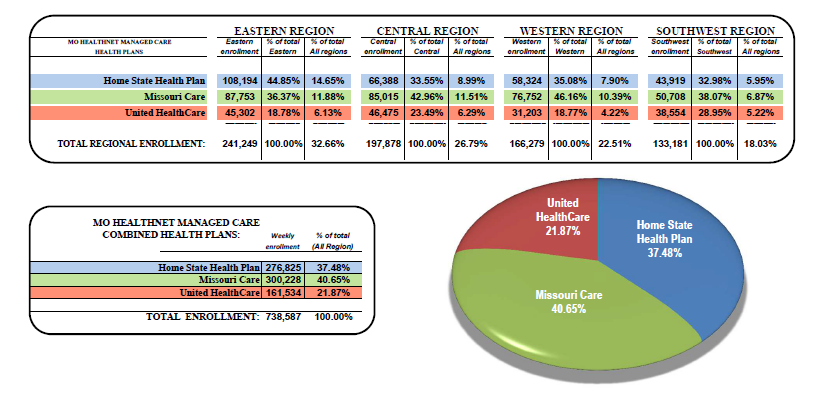 EASTERN REGION CENTRAL REGION WESTERN REGION SOUTHWEST REGION
MO HEALTHNET MANAGED CARE Eastern % of total % of total Central % of total % of total Western % of total % of total Southwest % of total % of total
HEALTH PLANS enrollment Eastern All regions enrollment Central All regions enrollment Western All regions enrollment Southwest All regions
Home State Health Plan 108,194 44.85% 14.65% 66,388 33.55% 8.99% 58,324 35.08% 7.90% 43,919 32.98% 5.95%
Missouri Care 87,753 36.37% 11.88% 85,015 42.96% 11.51% 76,752 46.16% 10.39% 50,708 38.07% 6.87%
United HealthCare 45,302 18.78% 6.13% 46,475 23.49% 6.29% 31,203 18.77% 4.22% 38,554 28.95% 5.22%
TOTAL REGIONAL ENROLLMENT: 241,249 100.00% 32.66% 197,878 100.00% 26.79% 166,279 100.00% 22.51% 133,181 100.00% 18.03%
MO HEALTHNET MANAGED CARE
COMBINED HEALTH PLANS: Weekly % of total
enrollment (All Region)
Home State Health Plan 276,825 37.48%
Missouri Care 300,228 40.65%
United HealthCare 161,534 21.87%
TOTAL ENROLLMENT: 738,587 100.00%
United
HealthCare
21.87%
Home State
Health Plan
37.48%
Missouri Care
40.65%